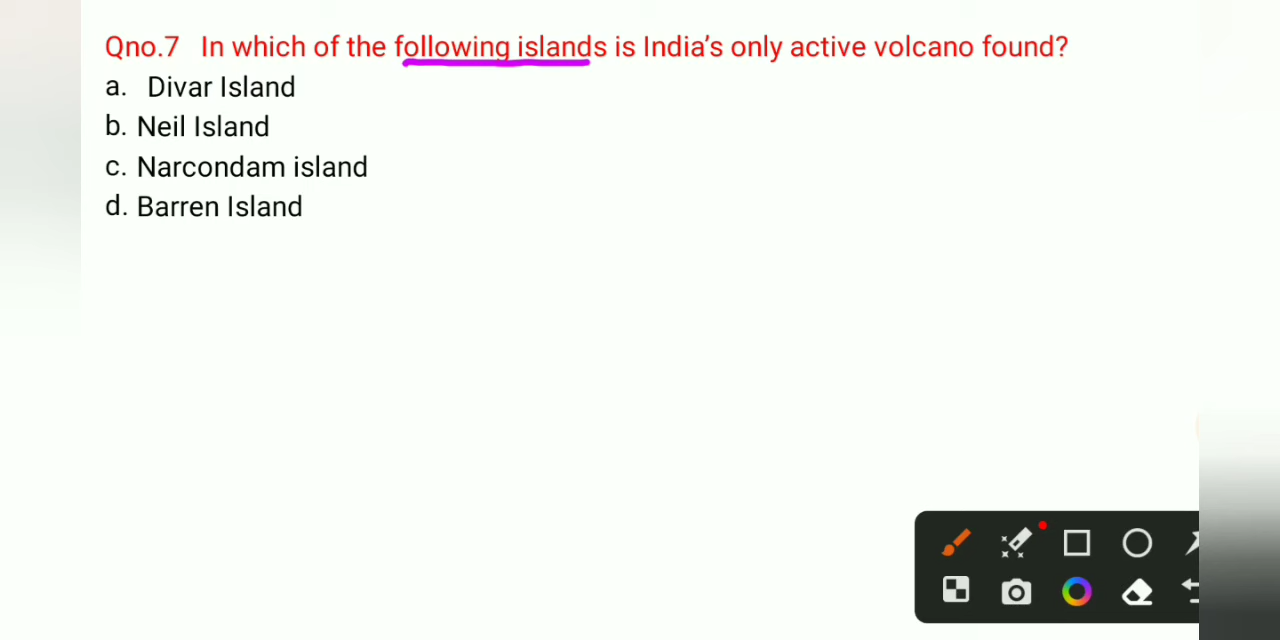 Qno.7 In which of the following islands is India's only active volcano found?
a. Divar Island
b. Neil Island
c. Narcondam island
d. Barren Island